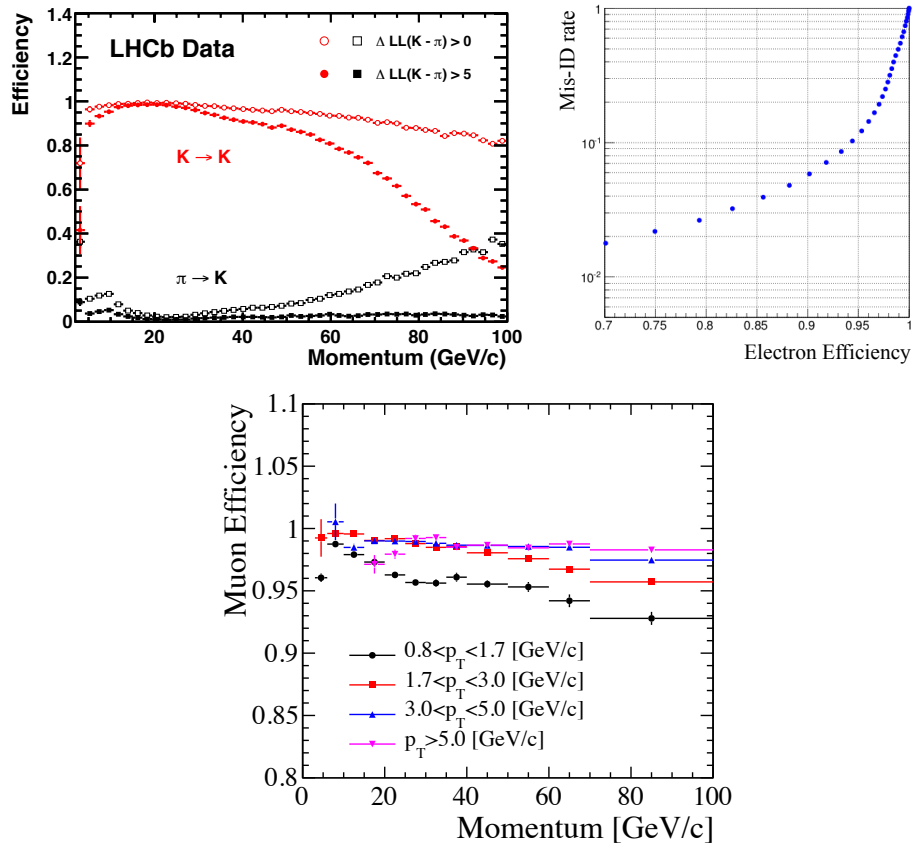 LHCb Data
Δ LL(K - π) > 0
Δ LL(K - π) > 5
K → K
π → K
Efficiency
1.4
1.2
1
0.8
0.6
0.4
0.2
0
20 40 60 80 100
Momentum (GeV/c)
Mis-ID rate
1
10⁻¹
10⁻²
0.7 0.75 0.8 0.85 0.9 0.95 1
Electron Efficiency
Muon Efficiency
1.1
1.05
1
0.95
0.9
0.85
0.8
0.8<p_T<1.7 [GeV/c]
1.7<p_T<3.0 [GeV/c]
3.0<p_T<5.0 [GeV/c]
p_T>5.0 [GeV/c]
0 20 40 60 80 100
Momentum [GeV/c]